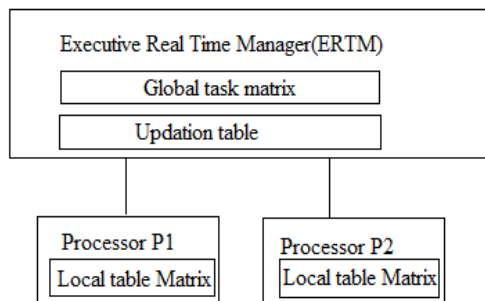 Executive Real Time Manager(ERTM)
Global task matrix
Updation table
Processor P1
Local table Matrix
Processor P2
Local table Matrix